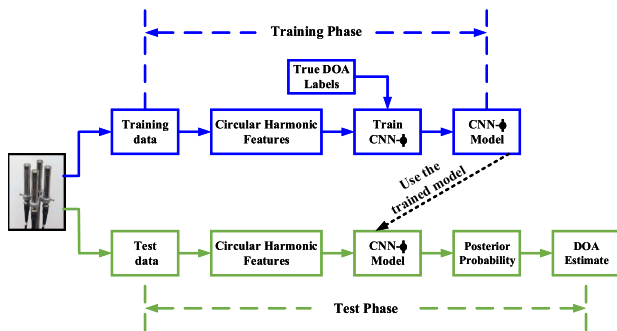 Training Phase
True DOA
Labels
Training
data
Circular Harmonic
Features
Train
CNN-Φ
CNN-Φ
Model
Use the
trained model
Test
data
Circular Harmonic
Features
CNN-Φ
Model
Posterior
Probability
DOA
Estimate
Test Phase